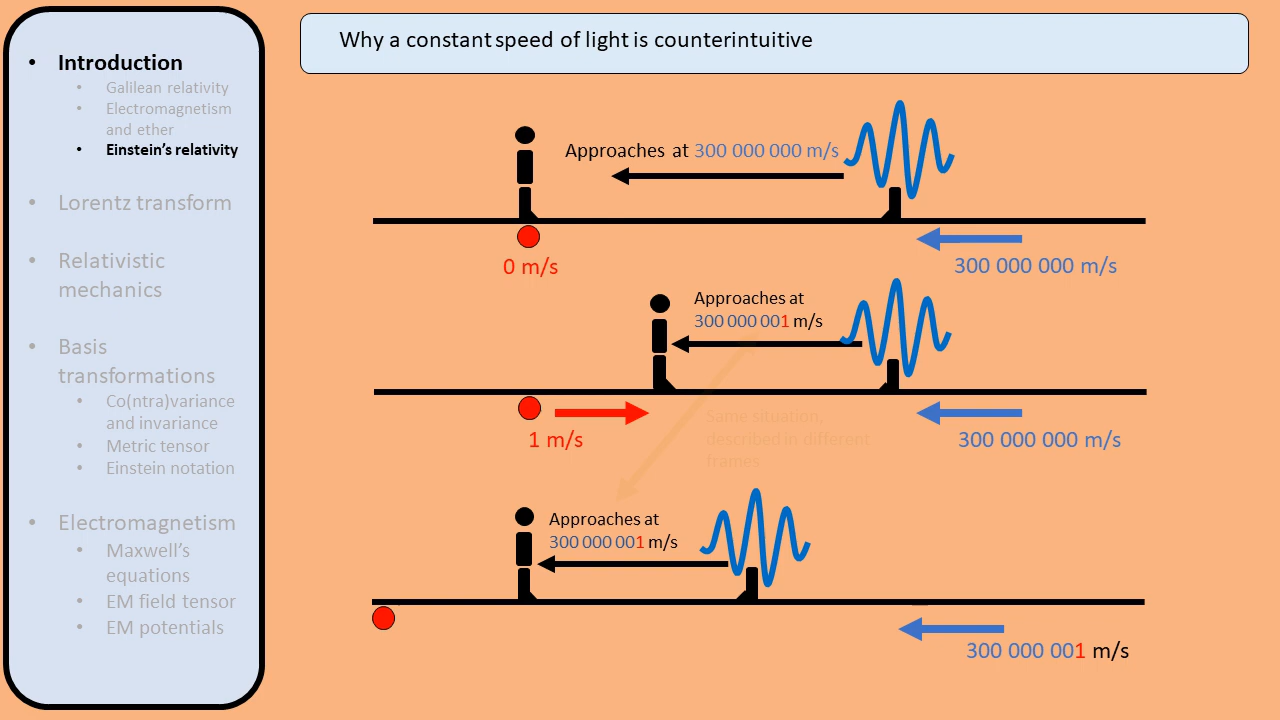 Introduction
Galilean relativity
Electromagnetism
and ether
Einstein's relativity
Lorentz transform
Relativistic
mechanics
Basis
transformations
Co(ntra)variance
and invariance
Metric tensor
Einstein notation
Electromagnetism
Maxwell's
equations
EM field tensor
EM potentials
Why a constant speed of light is counterintuitive
Approaches at 300 000 000 m/s
0 m/s
300 000 000 m/s
Approaches at
300 000 001 m/s
1 m/s
300 000 000 m/s
Same situation,
described in different
frames
Approaches at
300 000 001 m/s
300 000 001 m/s